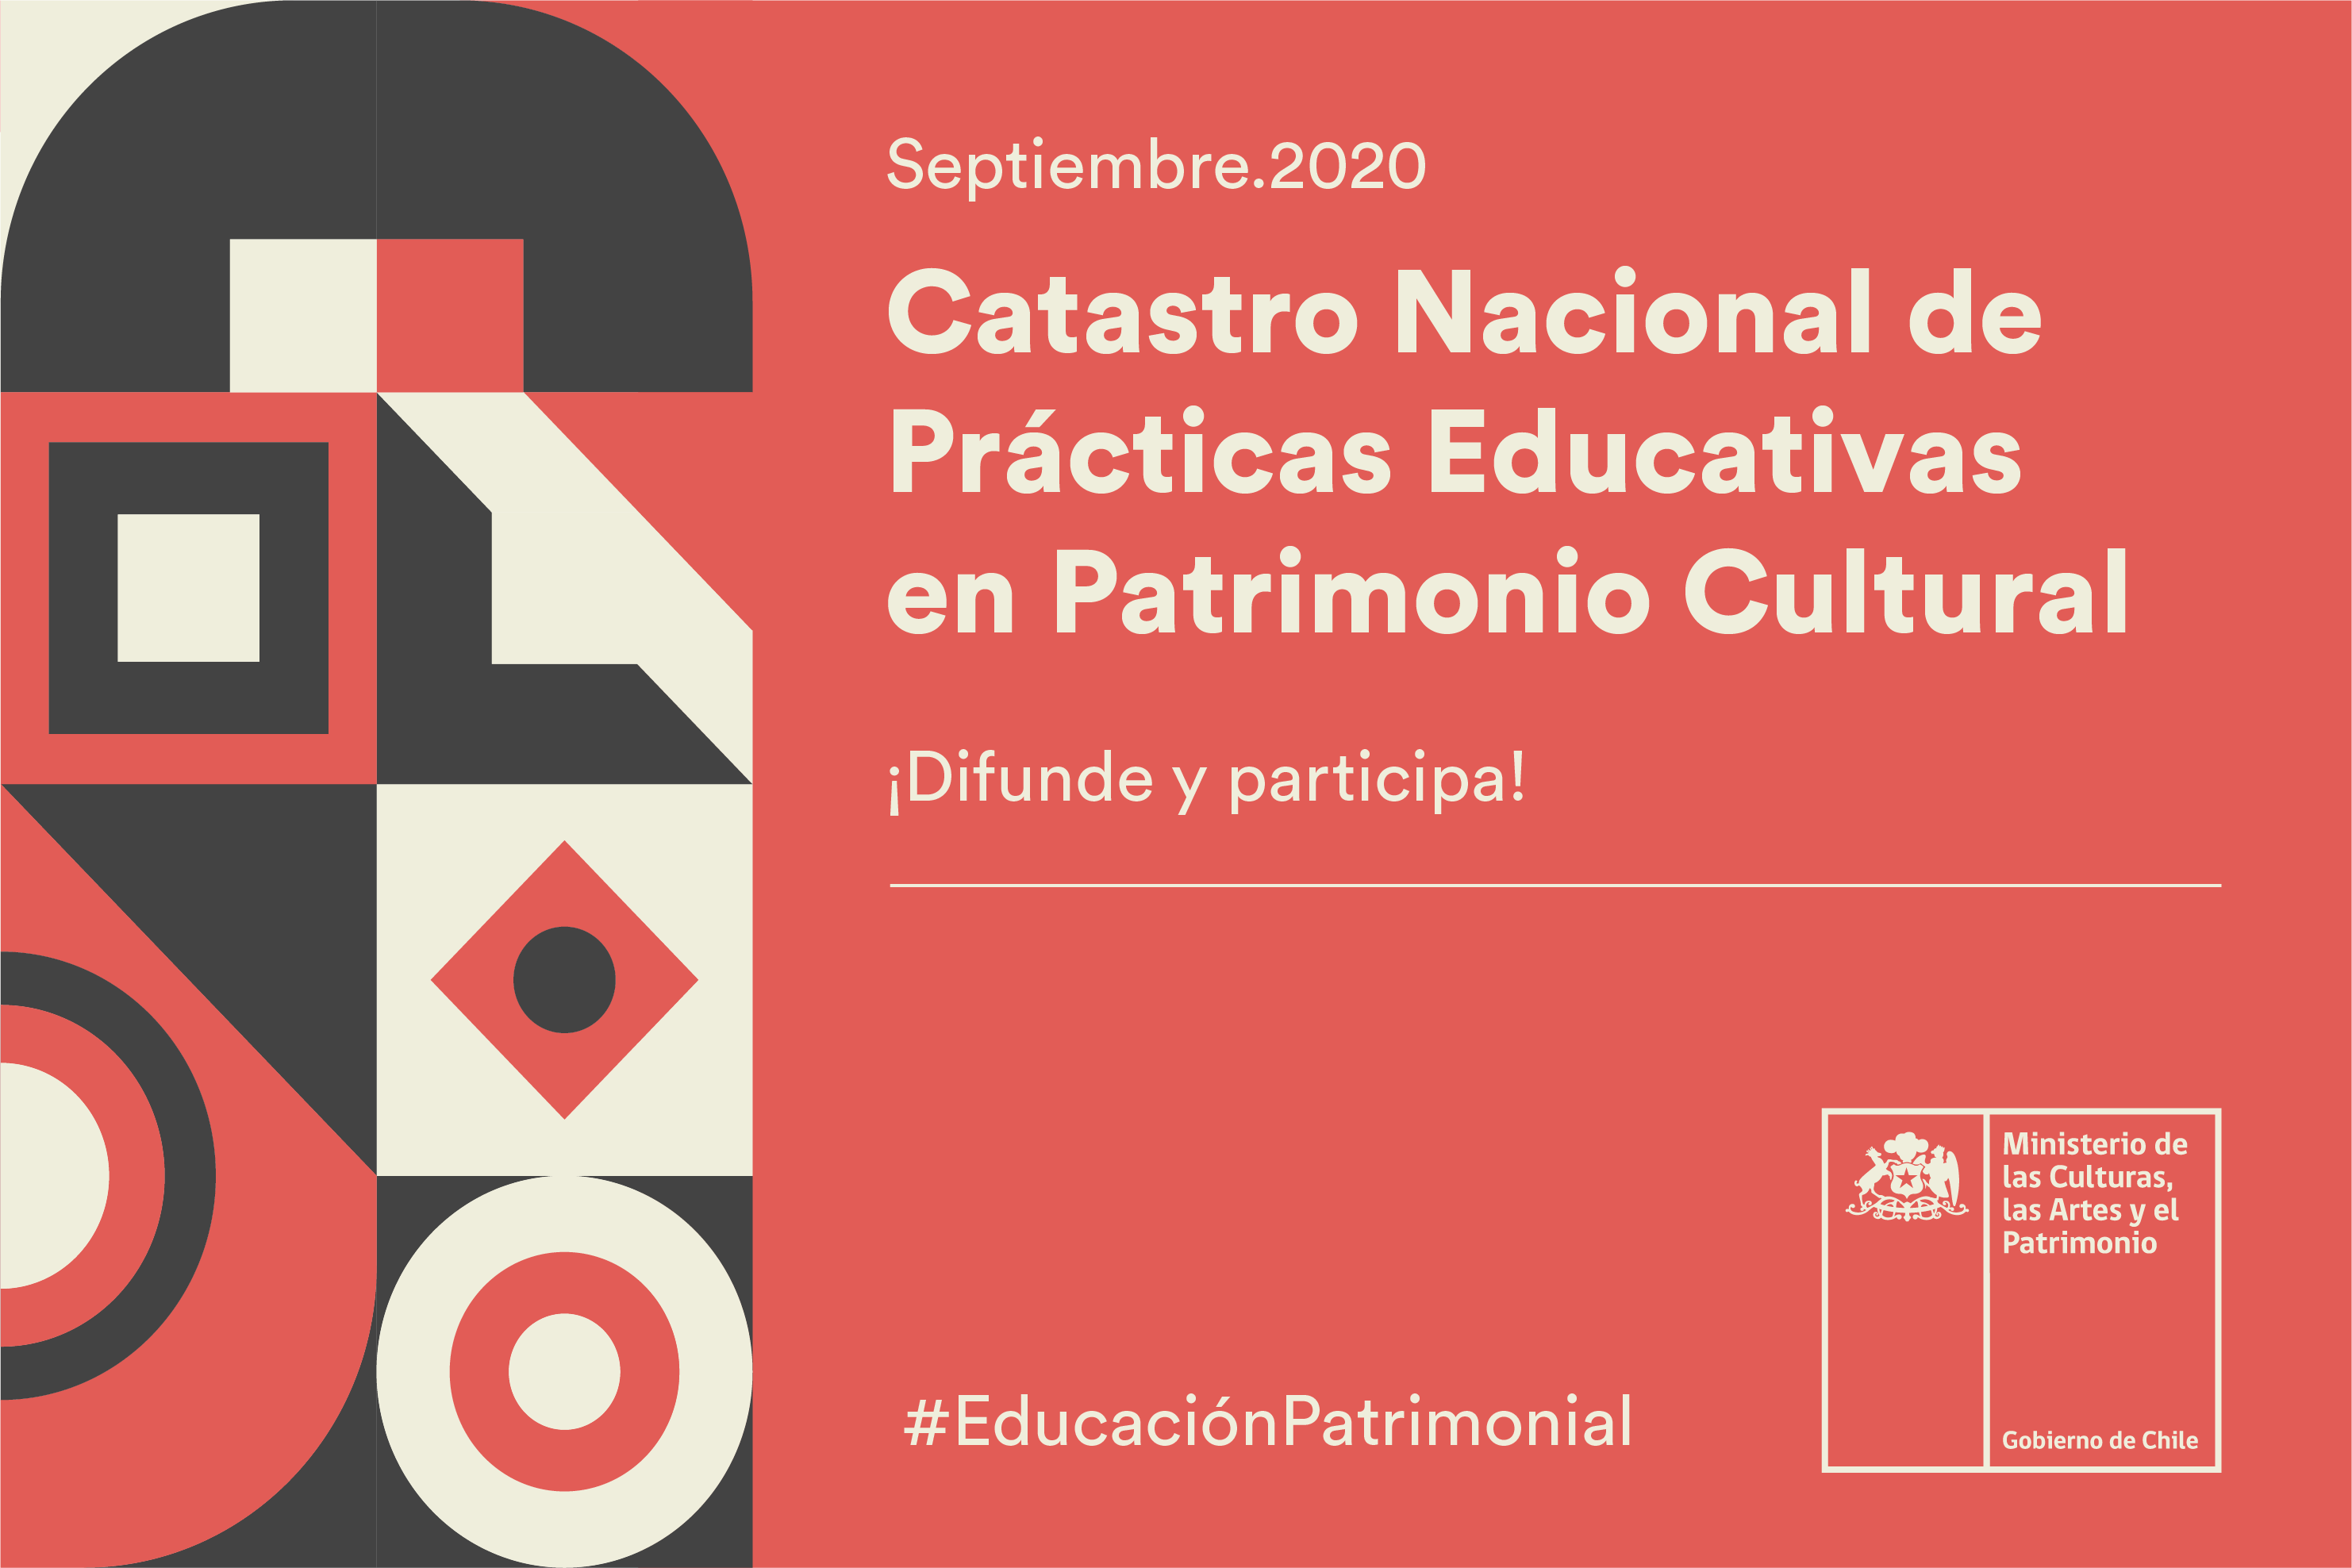 Septiembre.2020
Catastro Nacional de
Prácticas Educativas
en Patrimonio Cultural
¡Difunde y participa!
#EducaciónPatrimonial
Ministerio de
las Culturas,
las Artes y el
Patrimonio
Gobierno de Chile